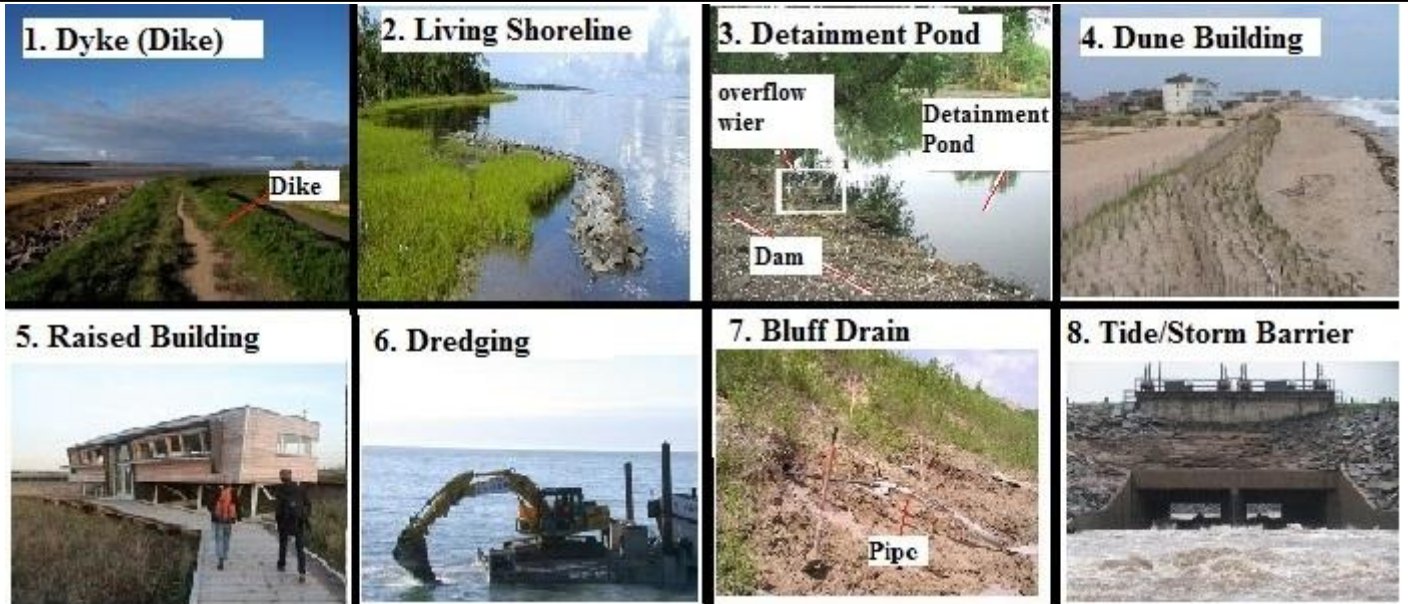 1. Dyke (Dike)
Dike
2. Living Shoreline
3. Detainment Pond
overflow
wier
Detainment
Pond
Dam
4. Dune Building
5. Raised Building
6. Dredging
7. Bluff Drain
Pipe
8. Tide/Storm Barrier